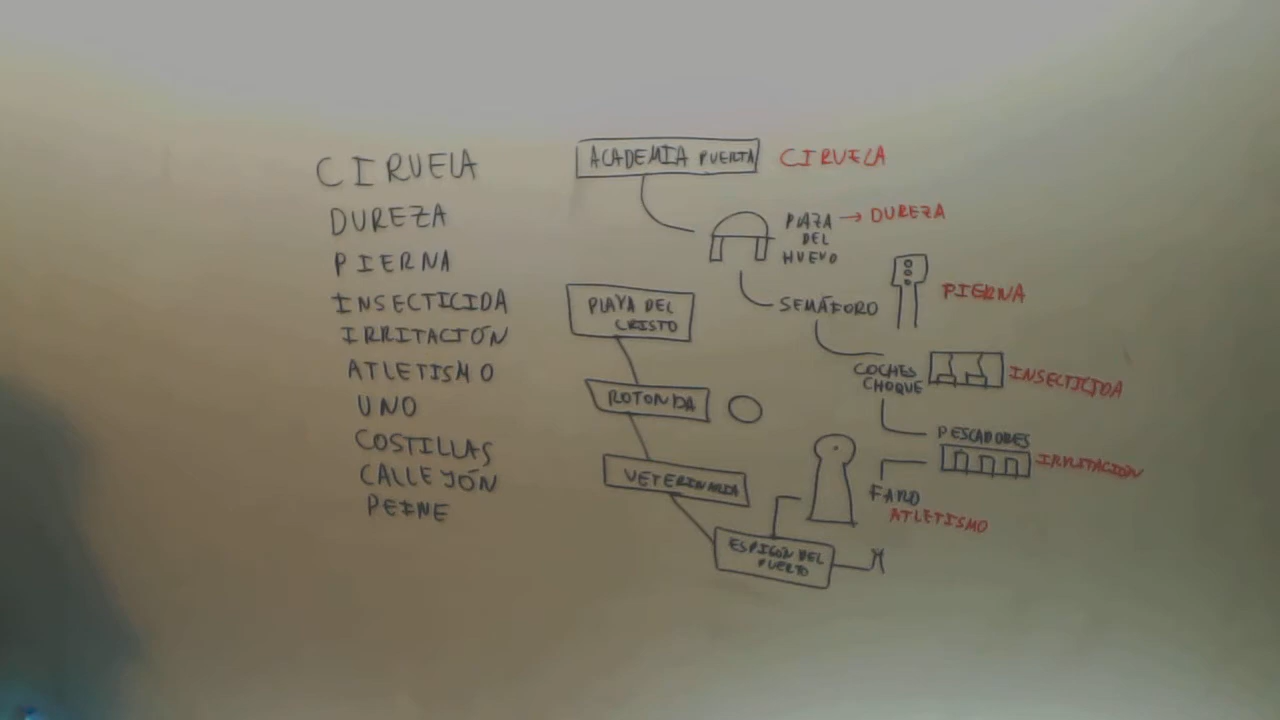 CIRUELA
DUREZA
PIERNA
INSECTICIDA
IRRITACIÓN
ATLETISMO
UNO
COSTILLAS
CALLEJÓN
PEINE
ACADEMIA PUERTA CIRUELA
PLAZA → DUREZA
DEL
HUEVO
SEMÁFORO PIERNA
COCHES
CHOQUE INSECTICIDA
PESCADORES
IRRITACIÓN
FARO
ATLETISMO
ESPIGON DEL
PUERTO
VETERINARIA
ROTONDA
PLAYA DEL
CRISTO